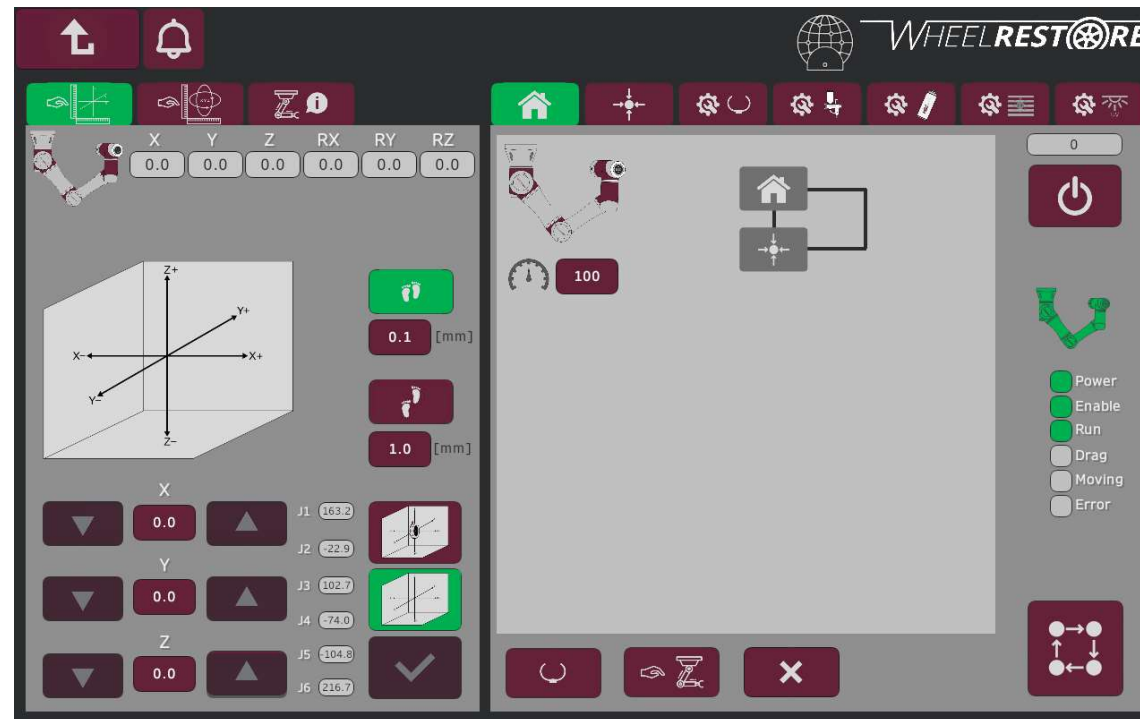 WHEELRESTORE
X Y Z RX RY RZ
0.0 0.0 0.0 0.0 0.0 0.0
0
100
Z+
Y+
X- X+
Y-
Z-
0.1 [mm]
1.0 [mm]
Power
Enable
Run
Drag
Moving
Error
X
0.0
J1 163.2
J2 -22.9
Y
0.0
J3 102.7
J4 -74.0
Z
0.0
J5 -104.8
J6 216.7